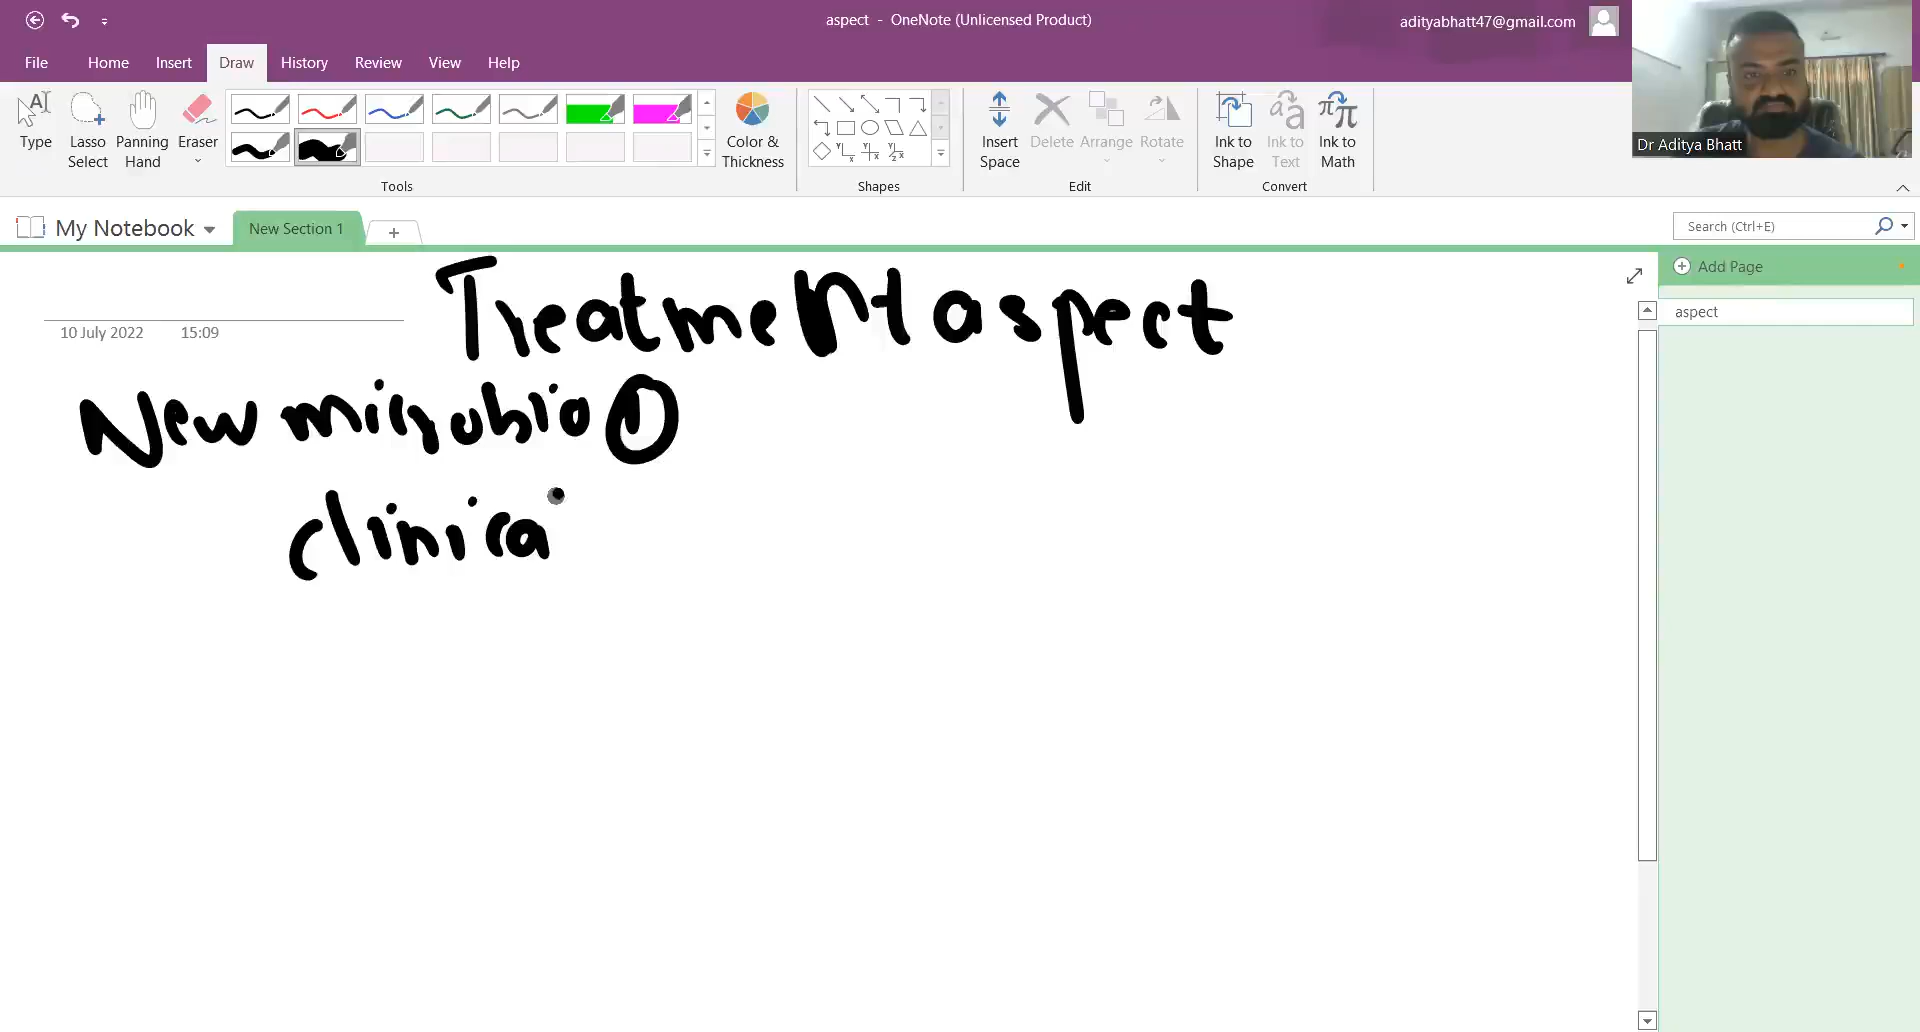 aspect - OneNote (Unlicensed Product)
adityabhatt47@gmail.com
File Home Insert Draw History Review View Help
Type
Lasso Select
Panning Hand
Eraser
Color & Thickness
Insert Space
Delete
Arrange
Rotate
Ink to Shape
Ink to Text
Ink to Math
Tools
Shapes
Edit
Convert
Dr Aditya Bhatt
My Notebook
New Section 1
Search (Ctrl+E)
Add Page
aspect
10 July 2022 15:09
Treatment aspect
New microbio ①
clinica